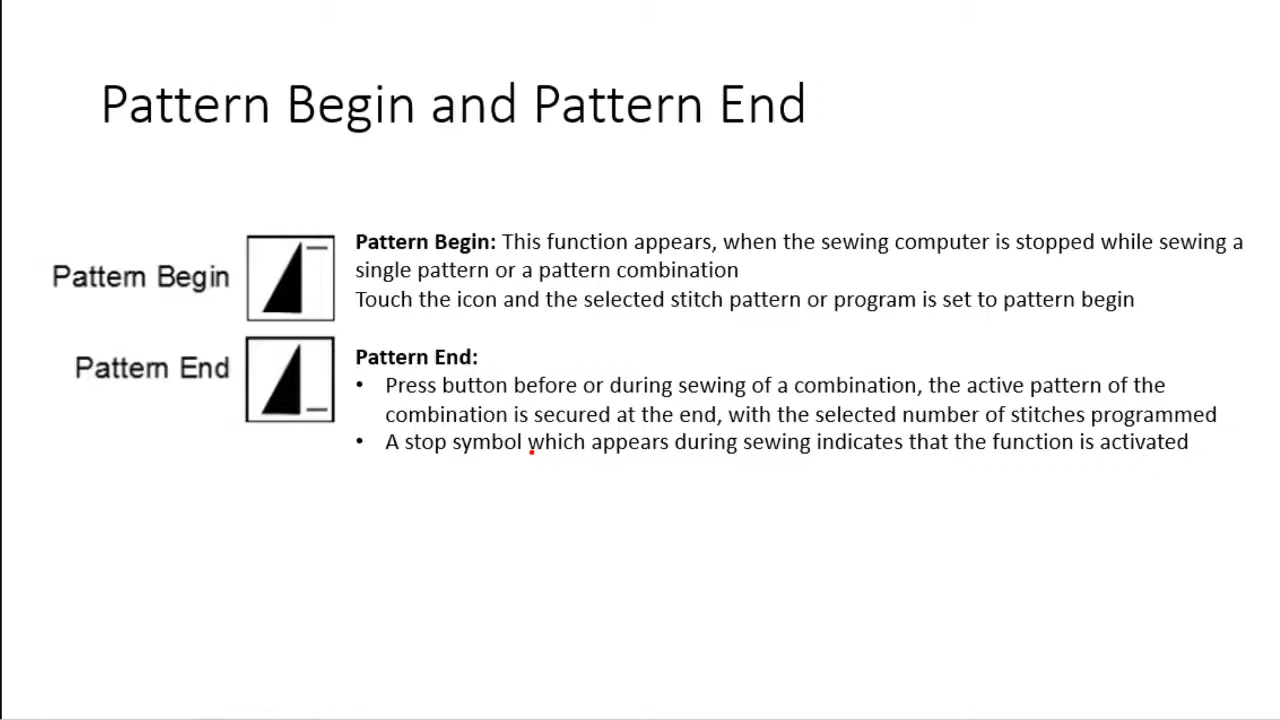 Pattern Begin and Pattern End
Pattern Begin
Pattern Begin: This function appears, when the sewing computer is stopped while sewing a
single pattern or a pattern combination
Touch the icon and the selected stitch pattern or program is set to pattern begin
Pattern End
Pattern End:
• Press button before or during sewing of a combination, the active pattern of the
combination is secured at the end, with the selected number of stitches programmed
• A stop symbol which appears during sewing indicates that the function is activated